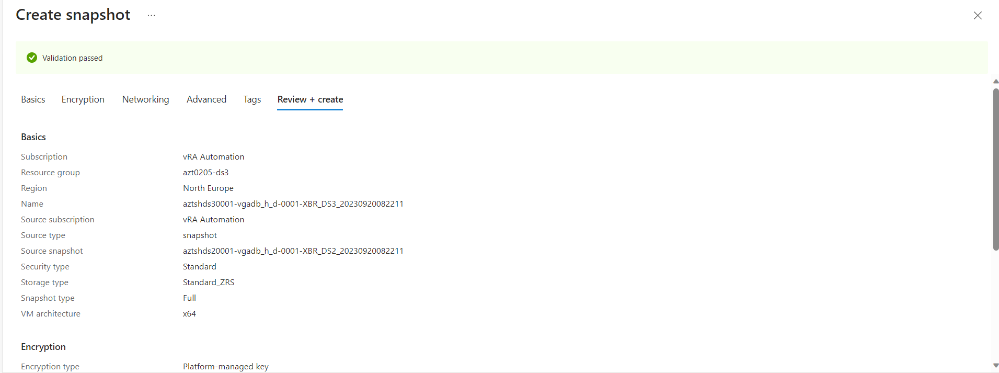 Create snapshot ...
Validation passed
Basics Encryption Networking Advanced Tags Review + create
Basics
Subscription vRA Automation
Resource group azt0205-ds3
Region North Europe
Name aztshds30001-vgadb_h_d-0001-XBR_DS3_20230920082211
Source subscription vRA Automation
Source type snapshot
Source snapshot aztshds20001-vgadb_h_d-0001-XBR_DS2_20230920082211
Security type Standard
Storage type Standard_ZRS
Snapshot type Full
VM architecture x64
Encryption
Encryption type Platform-managed key